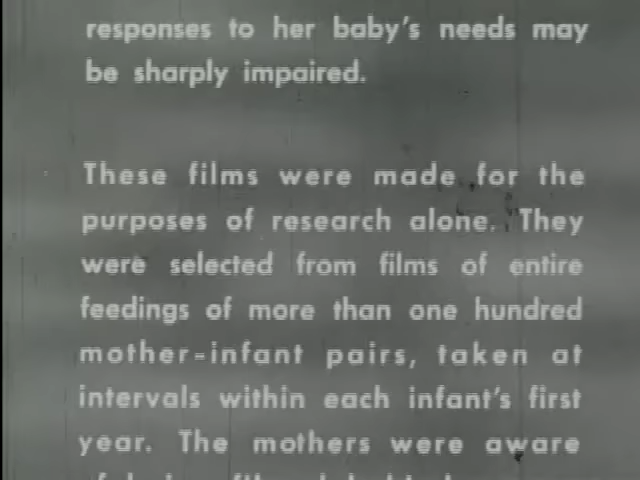 responses to her baby's needs may
be sharply impaired.
These films were made for the
purposes of research alone. They
were selected from films of entire
feedings of more than one hundred
mother-infant pairs, taken at
intervals within each infant's first
year. The mothers were aware